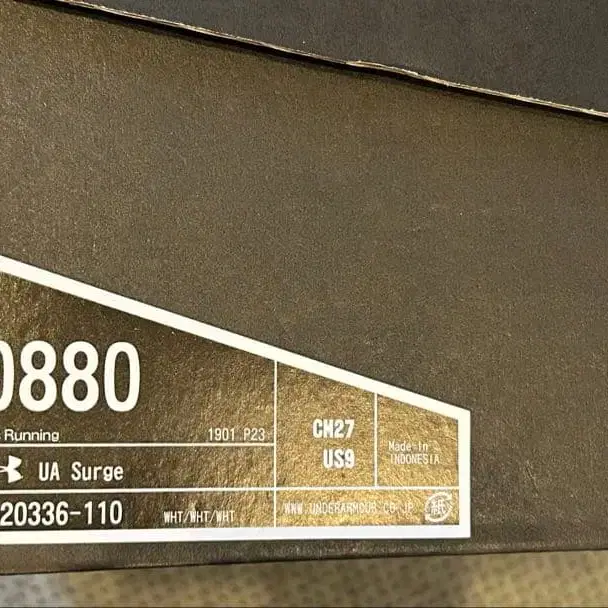 0880
Running
1901 P23
UA Surge
20336-110
WHT/WHT/WHT
CM27
US9
Made in
INDONESIA
WWW.UNDERARMOUR.CO.JP
紙